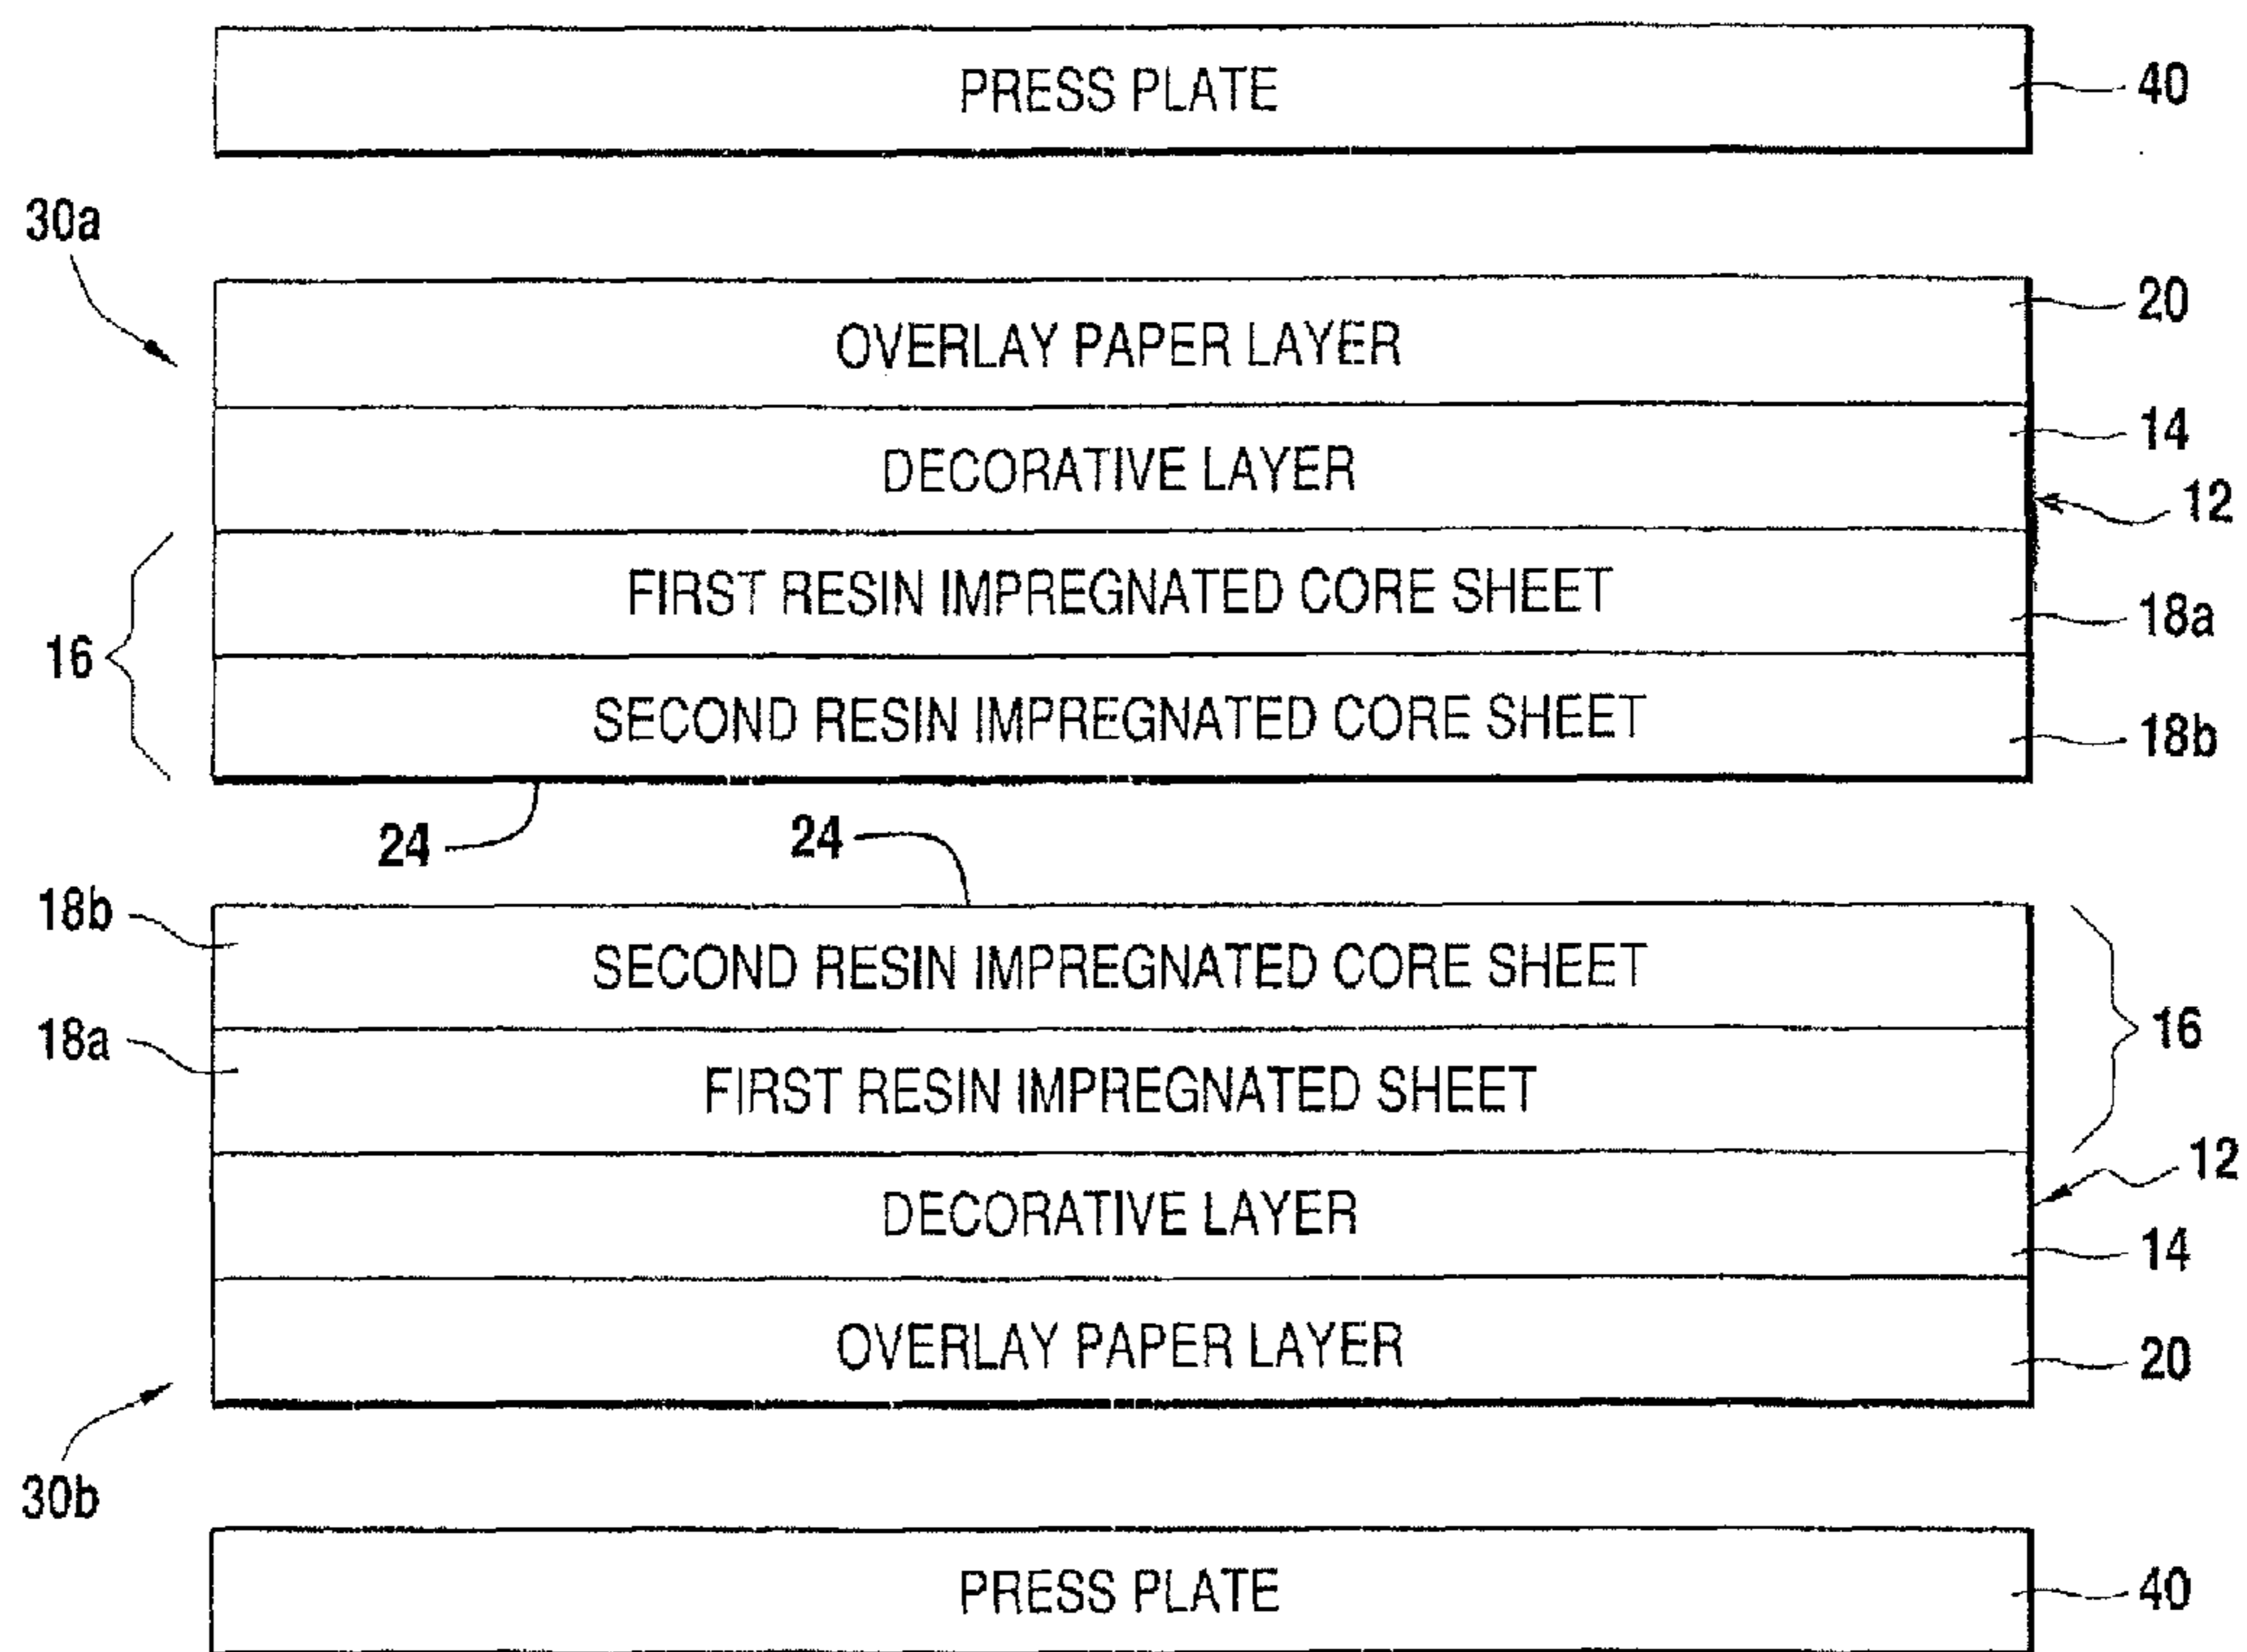 PRESS PLATE
40
30a
OVERLAY PAPER LAYER
20
DECORATIVE LAYER
14
12
16
FIRST RESIN IMPREGNATED CORE SHEET
18a
SECOND RESIN IMPREGNATED CORE SHEET
18b
24
24
18b
SECOND RESIN IMPREGNATED CORE SHEET
16
18a
FIRST RESIN IMPREGNATED SHEET
12
DECORATIVE LAYER
14
OVERLAY PAPER LAYER
20
30b
PRESS PLATE
40